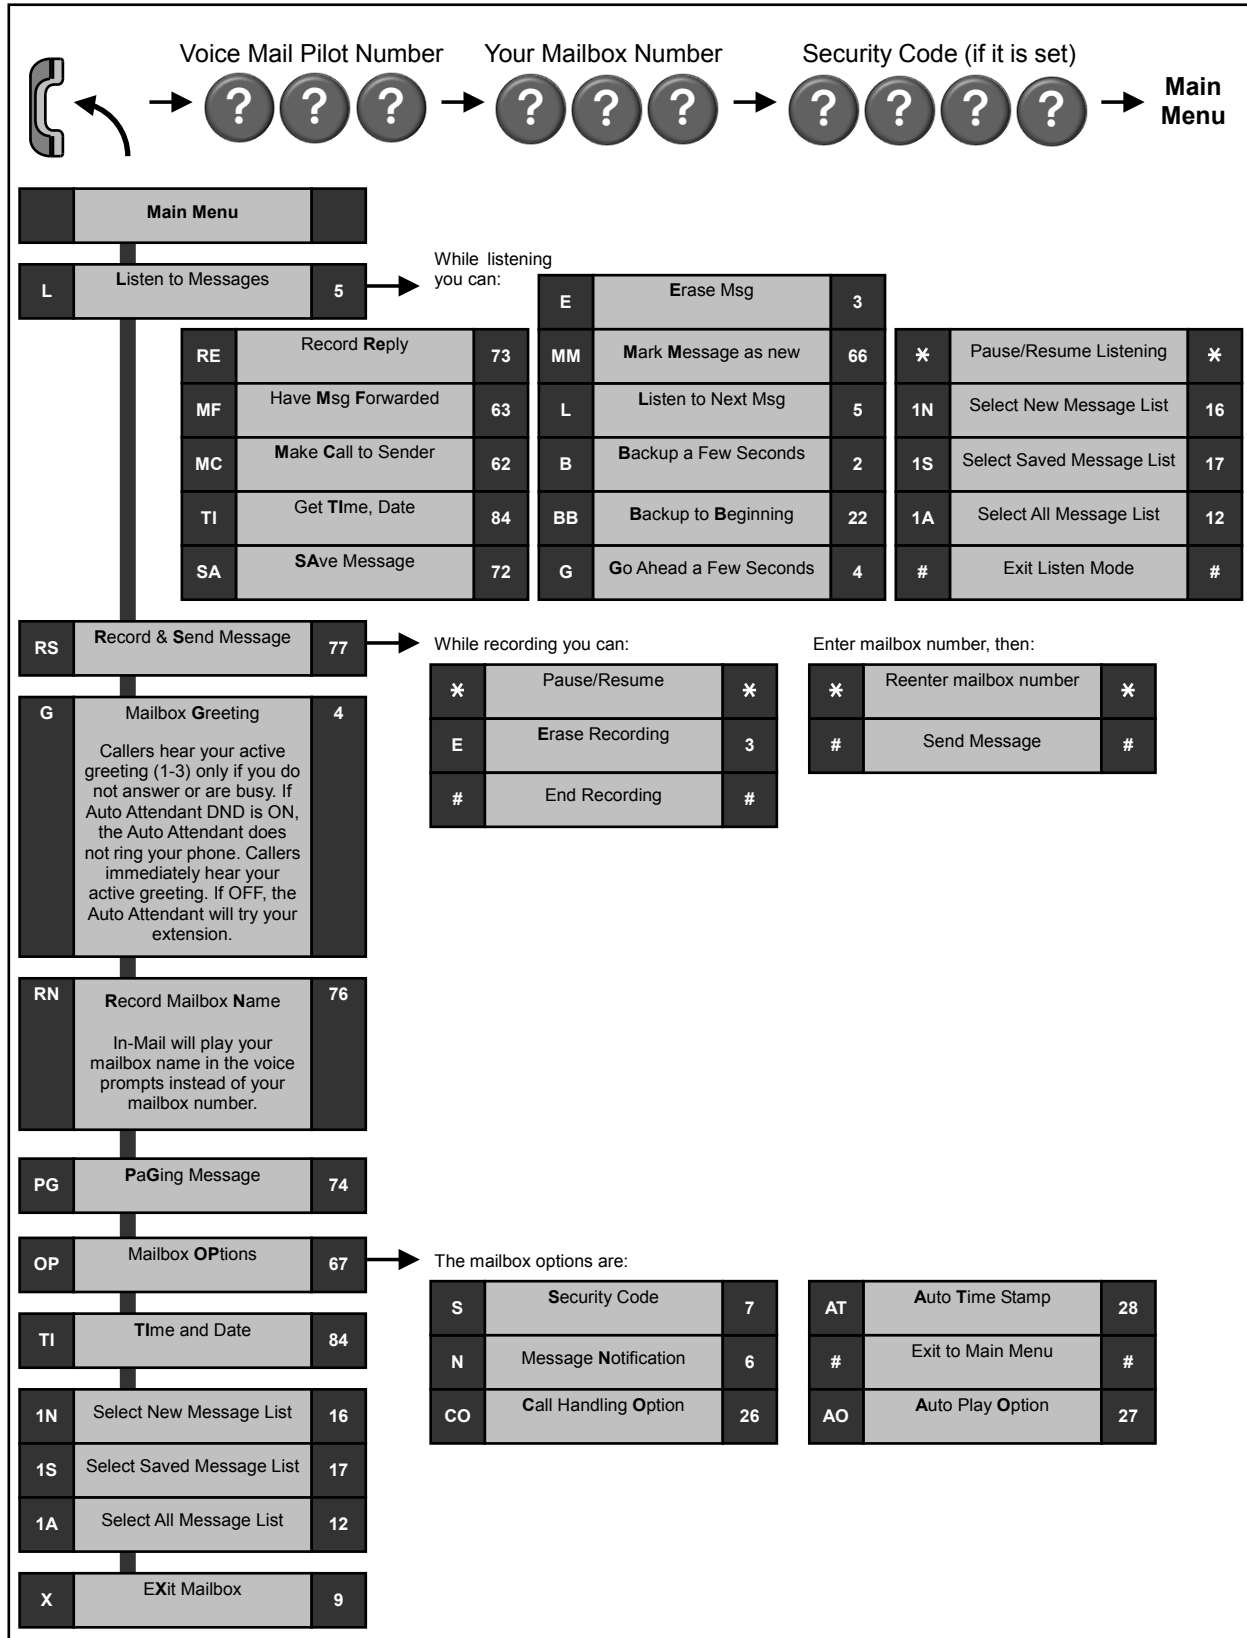 Voice Mail Pilot Number
Your Mailbox Number
Security Code (if it is set)
? ? ?
? ? ?
? ? ? ?
Main
Menu
Main Menu
L Listen to Messages 5
While listening
you can:
E Erase Msg 3
RE Record Reply 73
MF Have Msg Forwarded 63
MC Make Call to Sender 62
TI Get TIme, Date 84
SA SAve Message 72
MM Mark Message as new 66
L Listen to Next Msg 5
B Backup a Few Seconds 2
BB Backup to Beginning 22
G Go Ahead a Few Seconds 4
* Pause/Resume Listening *
1N Select New Message List 16
1S Select Saved Message List 17
1A Select All Message List 12
# Exit Listen Mode #
RS Record & Send Message 77
While recording you can:
* Pause/Resume *
E Erase Recording 3
# End Recording #
Enter mailbox number, then:
* Reenter mailbox number *
# Send Message #
G Mailbox Greeting 4
Callers hear your active
greeting (1-3) only if you do
not answer or are busy. If
Auto Attendant DND is ON,
the Auto Attendant does
not ring your phone. Callers
immediately hear your
active greeting. If OFF, the
Auto Attendant will try your
extension.
RN Record Mailbox Name 76
In-Mail will play your
mailbox name in the voice
prompts instead of your
mailbox number.
PG PaGing Message 74
OP Mailbox OPtions 67
The mailbox options are:
S Security Code 7
N Message Notification 6
CO Call Handling Option 26
AT Auto Time Stamp 28
# Exit to Main Menu #
AO Auto Play Option 27
TI TIme and Date 84
1N Select New Message List 16
1S Select Saved Message List 17
1A Select All Message List 12
X EXit Mailbox 9